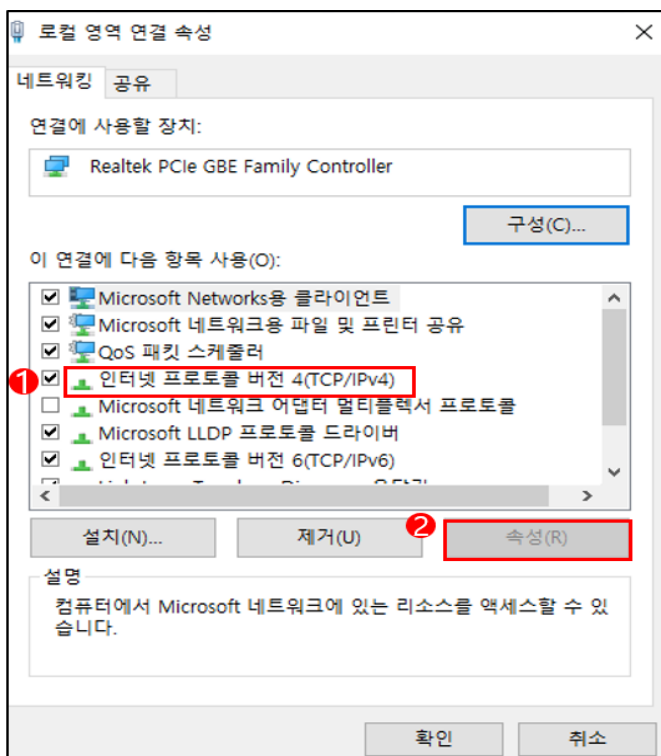 로컬 영역 연결 속성
네트워킹
공유
연결에 사용할 장치:
Realtek PCIe GBE Family Controller
구성(C)...
이 연결에 다음 항목 사용(O):
Microsoft Networks용 클라이언트
Microsoft 네트워크용 파일 및 프린터 공유
QoS 패킷 스케줄러
1 인터넷 프로토콜 버전 4(TCP/IPv4)
Microsoft 네트워크 어댑터 멀티플렉서 프로토콜
Microsoft LLDP 프로토콜 드라이버
인터넷 프로토콜 버전 6(TCP/IPv6)
설치(N)...
제거(U)
2 속성(R)
설명
컴퓨터에서 Microsoft 네트워크에 있는 리소스를 액세스할 수 있
습니다.
확인
취소